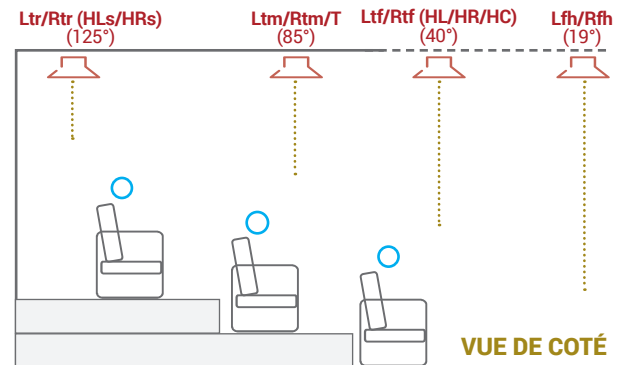 Ltr/Rtr (HLs/HRs)
(125°)
Ltm/Rtm/T
(85°)
Ltf/Rtf (HL/HR/HC)
(40°)
Lfh/Rfh
(19°)
VUE DE COTÉ